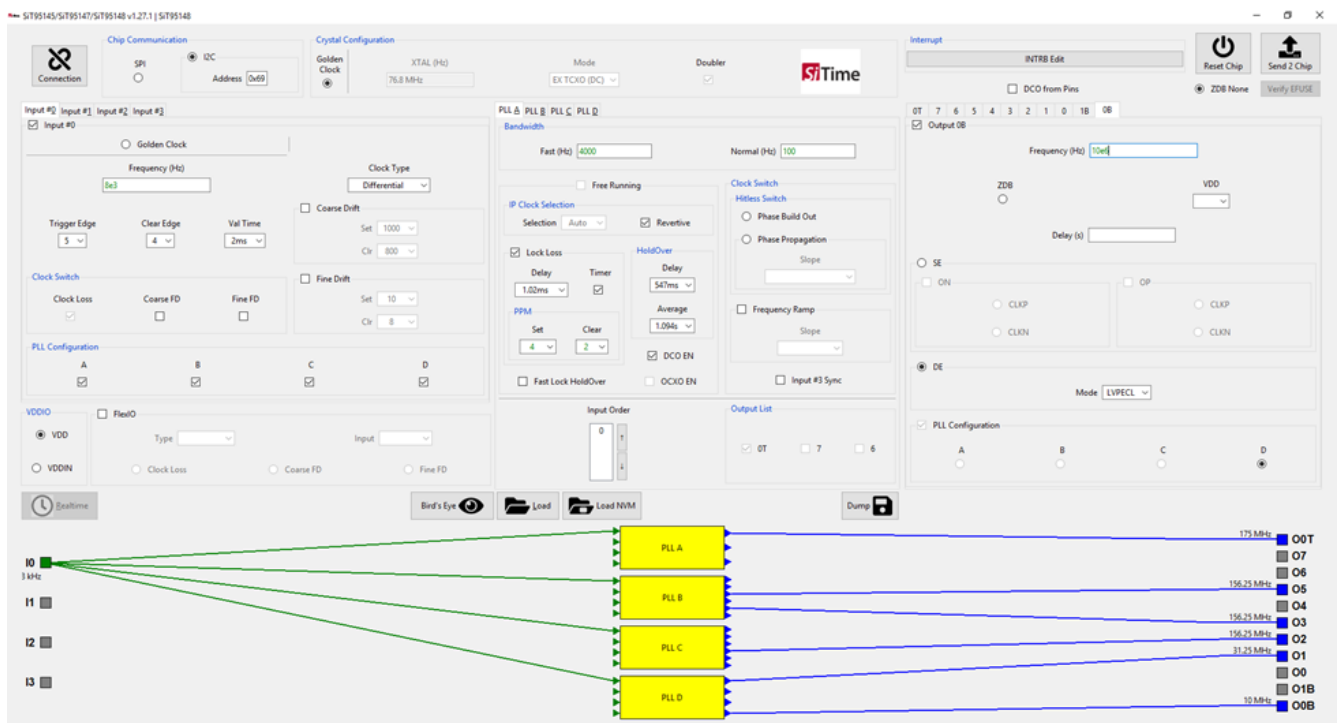 SiT95145/SiT95147/SiT95148 v1.27.1 | SiT95148
Chip Communication
Connection
SPI
I2C
Address 0x69
Crystal Configuration
Golden Clock
XTAL (Hz)
76.8 MHz
Mode
EX TCXO (DC)
Doubler
SiTime
Interrupt
INTRB Edit
DCO from Pins
Reset Chip
Send 2 Chip
ZDB None
Verify EFUSE
Input #0 Input #1 Input #2 Input #3
Input #0
Golden Clock
Frequency (Hz)
8e3
Clock Type
Differential
Trigger Edge
5
Clear Edge
4
Val Time
2ms
Coarse Drift
Set 1000
Clr 800
Clock Switch
Clock Loss
Coarse FD
Fine FD
Fine Drift
Set 10
Clr 8
PLL Configuration
A B C D
VDDIO
VDD
VDDIN
FlexIO
Type
Input
Clock Loss
Coarse FD
Fine FD
PLL A PLL B PLL C PLL D
Bandwidth
Fast (Hz) 4000
Normal (Hz) 100
Free Running
IP Clock Selection
Selection Auto
Revertive
Lock Loss
Delay
1.02ms
Timer
PPM
Set
4
Clear
2
Fast Lock HoldOver
HoldOver
Delay
547ms
Average
1.094s
DCO EN
OCXO EN
Clock Switch
Hitless Switch
Phase Build Out
Phase Propagation
Slope
Frequency Ramp
Slope
Input #3 Sync
Input Order
0
↑
↓
Output List
0T 7 6
0T 7 6 5 4 3 2 1 0 1B 0B
Output 0B
Frequency (Hz) 10e6
ZDB
VDD
Delay (s)
SE
ON
CLKP
CLKN
OP
CLKP
CLKN
DE
Mode LVPECL
PLL Configuration
A B C D
Realtime
Bird's Eye
Load
Load NVM
Dump
I0
I1
I2
I3
PLL A
PLL B
PLL C
PLL D
175 MHz O0T
O7
O6
156.25 MHz O5
O4
156.25 MHz O3
156.25 MHz O2
31.25 MHz O1
O0
O1B
10 MHz O0B